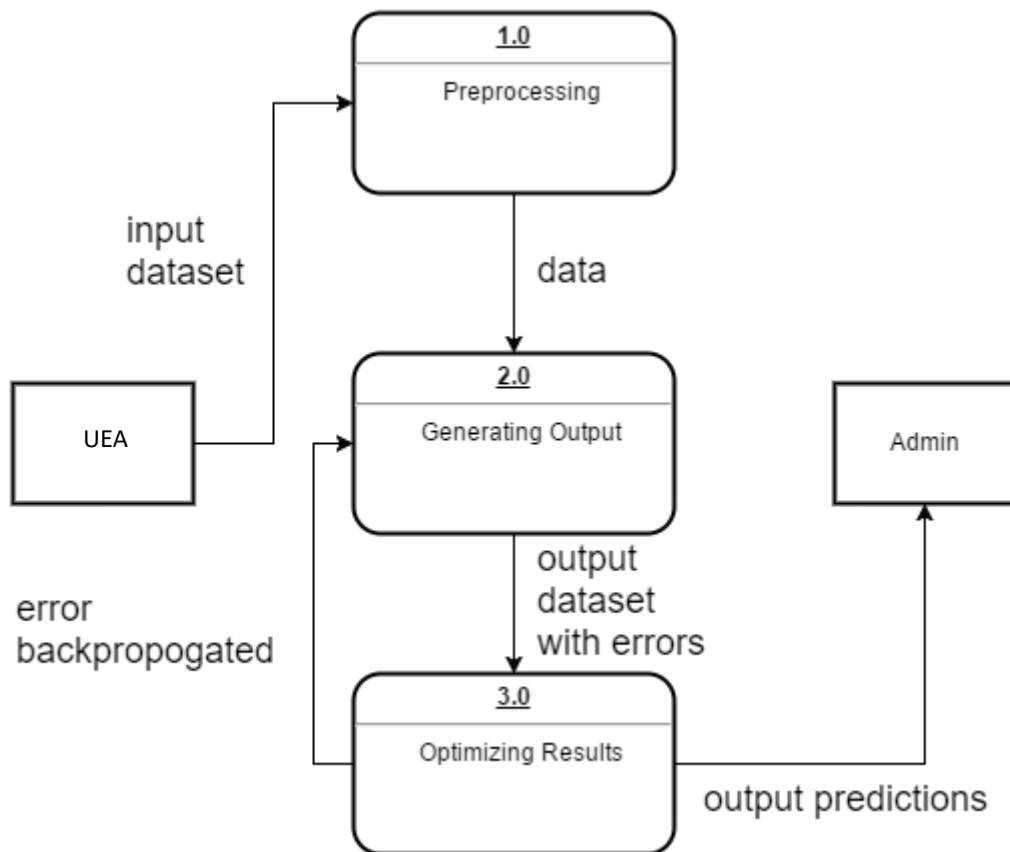 1.0
Preprocessing
input
dataset
data
UEA
2.0
Generating Output
Admin
error
backpropogated
output
dataset
with errors
3.0
Optimizing Results
output predictions